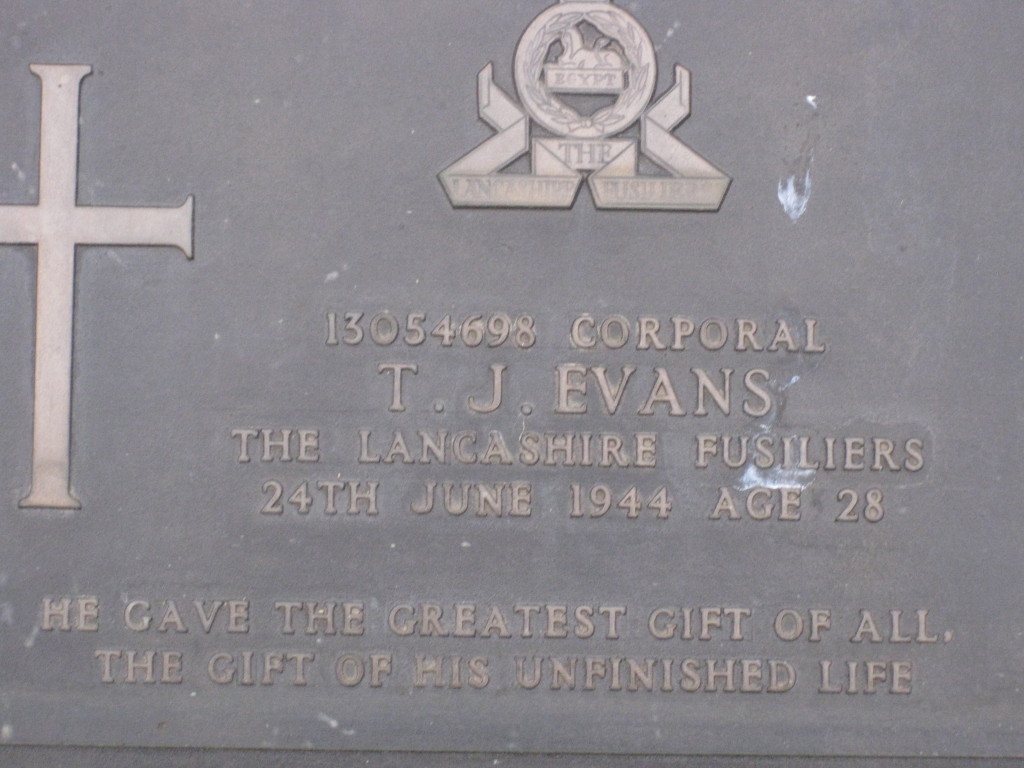 EGYPT
THE
LANCASHIRE FUSILIERS
13054698 CORPORAL
T. J. EVANS
THE LANCASHIRE FUSILIERS
24TH JUNE 1944 AGE 28
HE GAVE THE GREATEST GIFT OF ALL,
THE GIFT OF HIS UNFINISHED LIFE